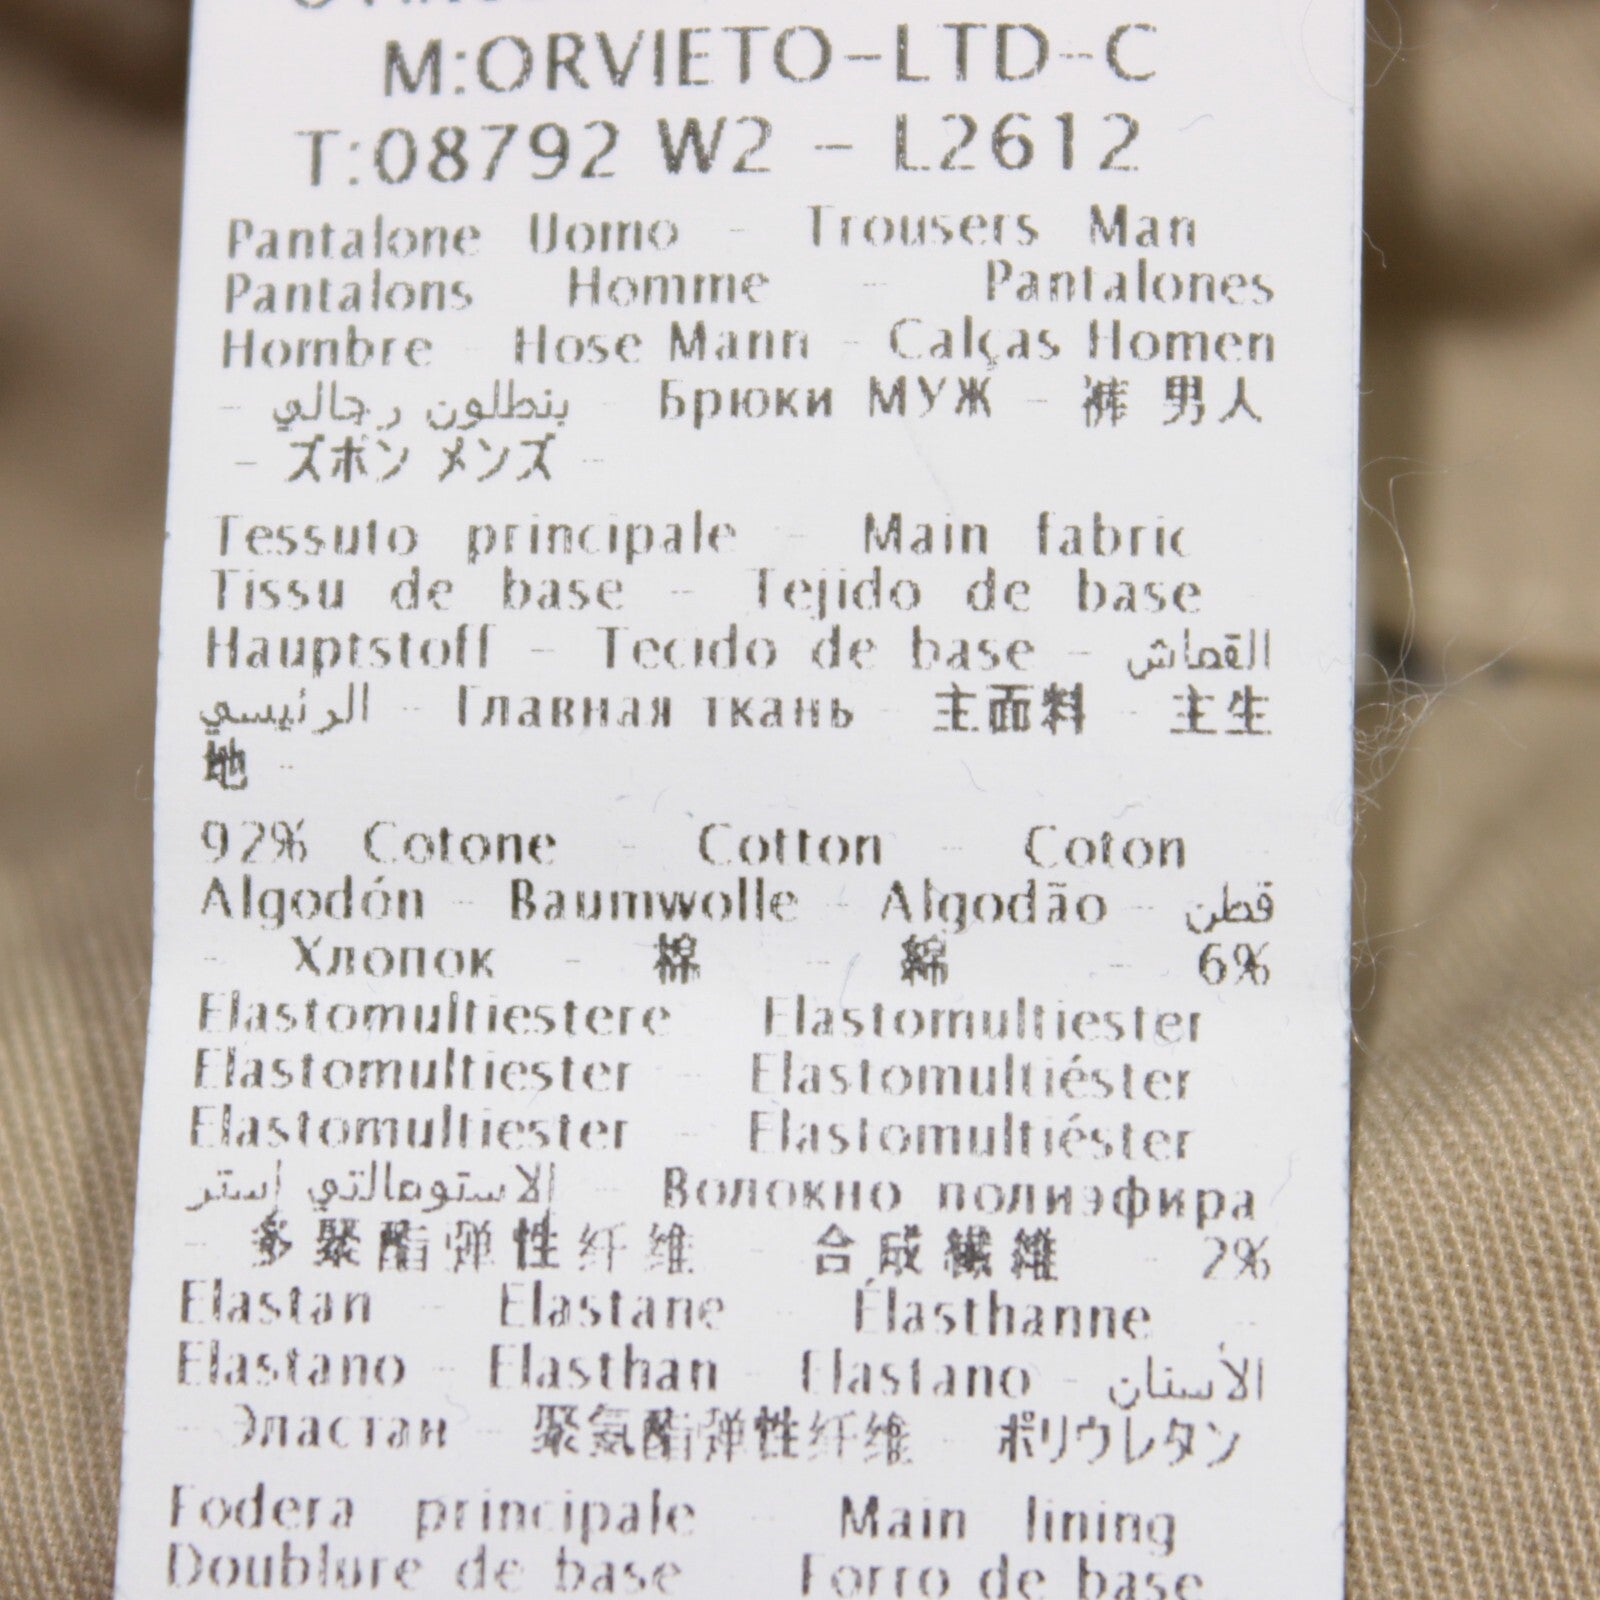 M:ORVIETO-LTD-C
T:08792 W2 - L2612
Pantalone Uomo - Trousers Man
Pantalons Homme - Pantalones
Hombre - Hose Mann - Calças Homen
- بنطلون رجالي - Брюки МУЖ - 裤 男人
- ズボン メンズ -
Tessuto principale - Main fabric
Tissu de base - Tejido de base -
Hauptstoff - Tecido de base - القماش
الرئيسي - Главная ткань - 主面料 - 主生
地 -
92% Cotone - Cotton - Coton -
Algodón - Baumwolle - Algodão - قطن
- Хлопок - 棉 - 綿 - 6%
Elastomultiestere - Elastomultiester -
Elastomultiester - Elastomultiéster -
Elastomultiester - Elastomultiéster -
الاستومالتي إستر - Волокно полиэфира
- 多聚酯弹性纤维 - 合成繊維 - 2%
Elastan - Elastane - Élasthanne -
Elastano - Elasthan - Elastano - الأستان
- Эластан - 聚氨酯弹性纤维 - ポリウレタン
Fodera principale - Main lining
Doublure de base - Forro de base